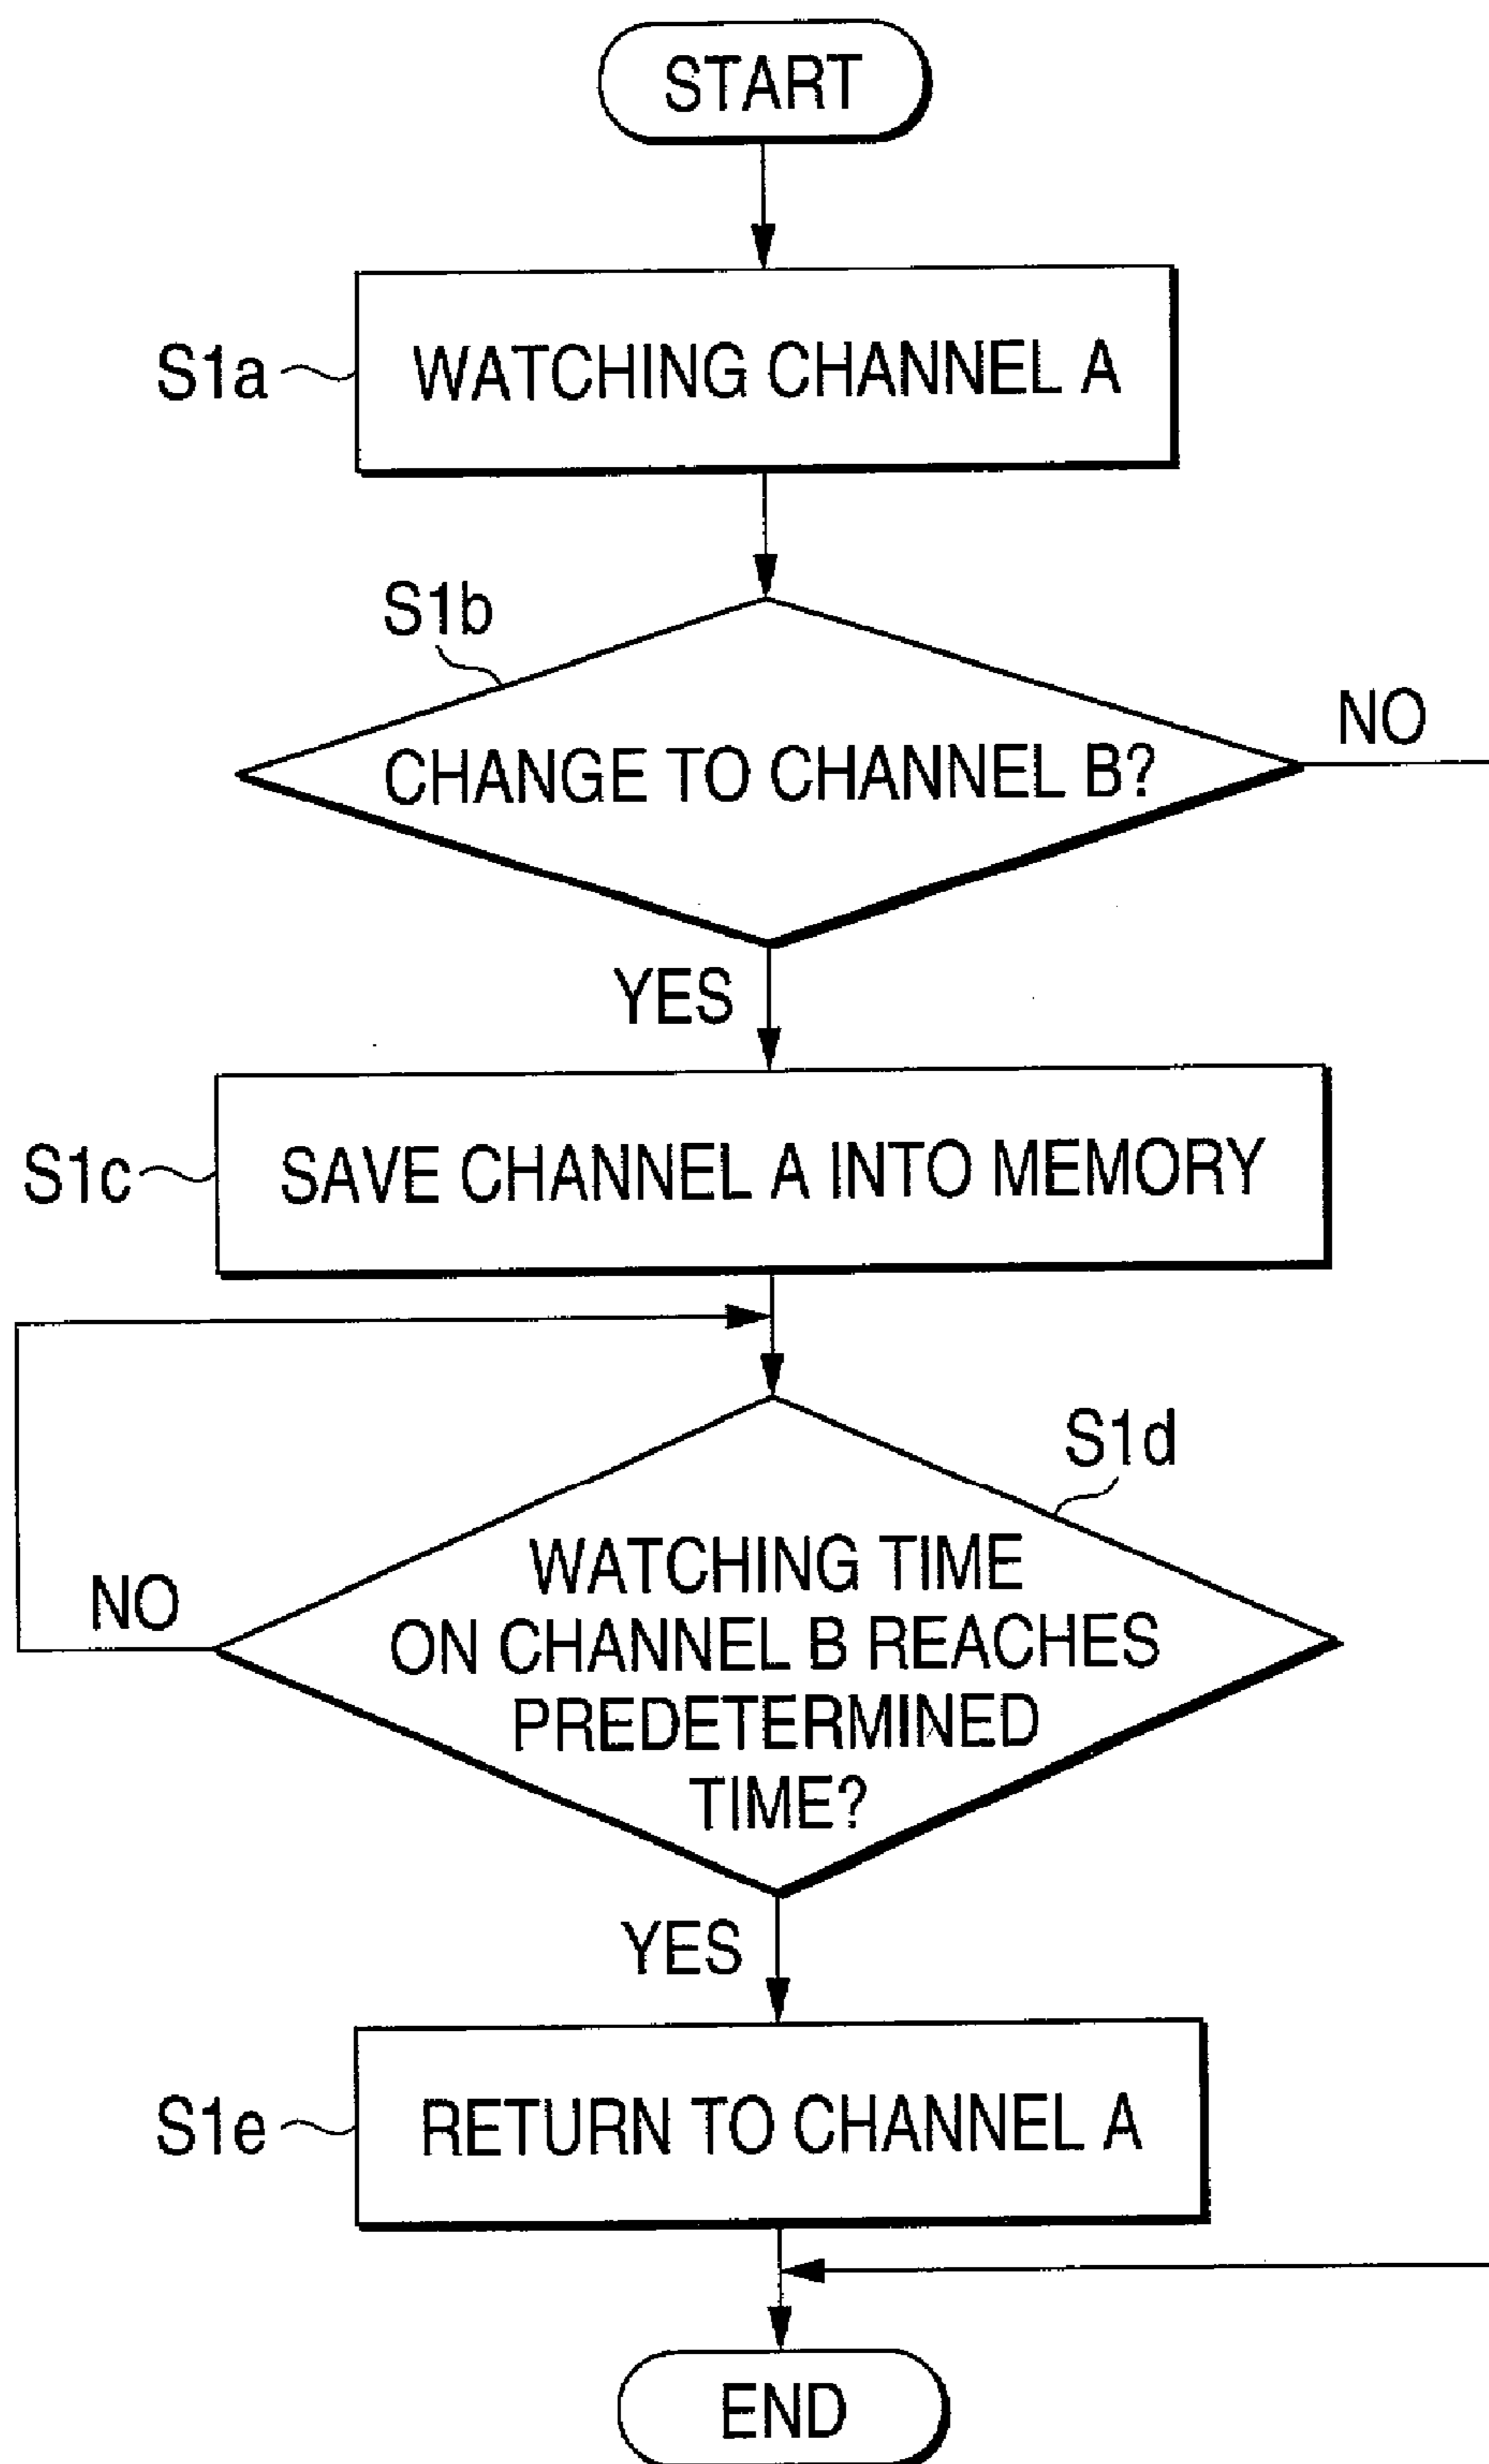 START
S1a
WATCHING CHANNEL A
S1b
CHANGE TO CHANNEL B?
NO
YES
S1c
SAVE CHANNEL A INTO MEMORY
S1d
WATCHING TIME
ON CHANNEL B REACHES
PREDETERMINED
TIME?
NO
YES
S1e
RETURN TO CHANNEL A
END